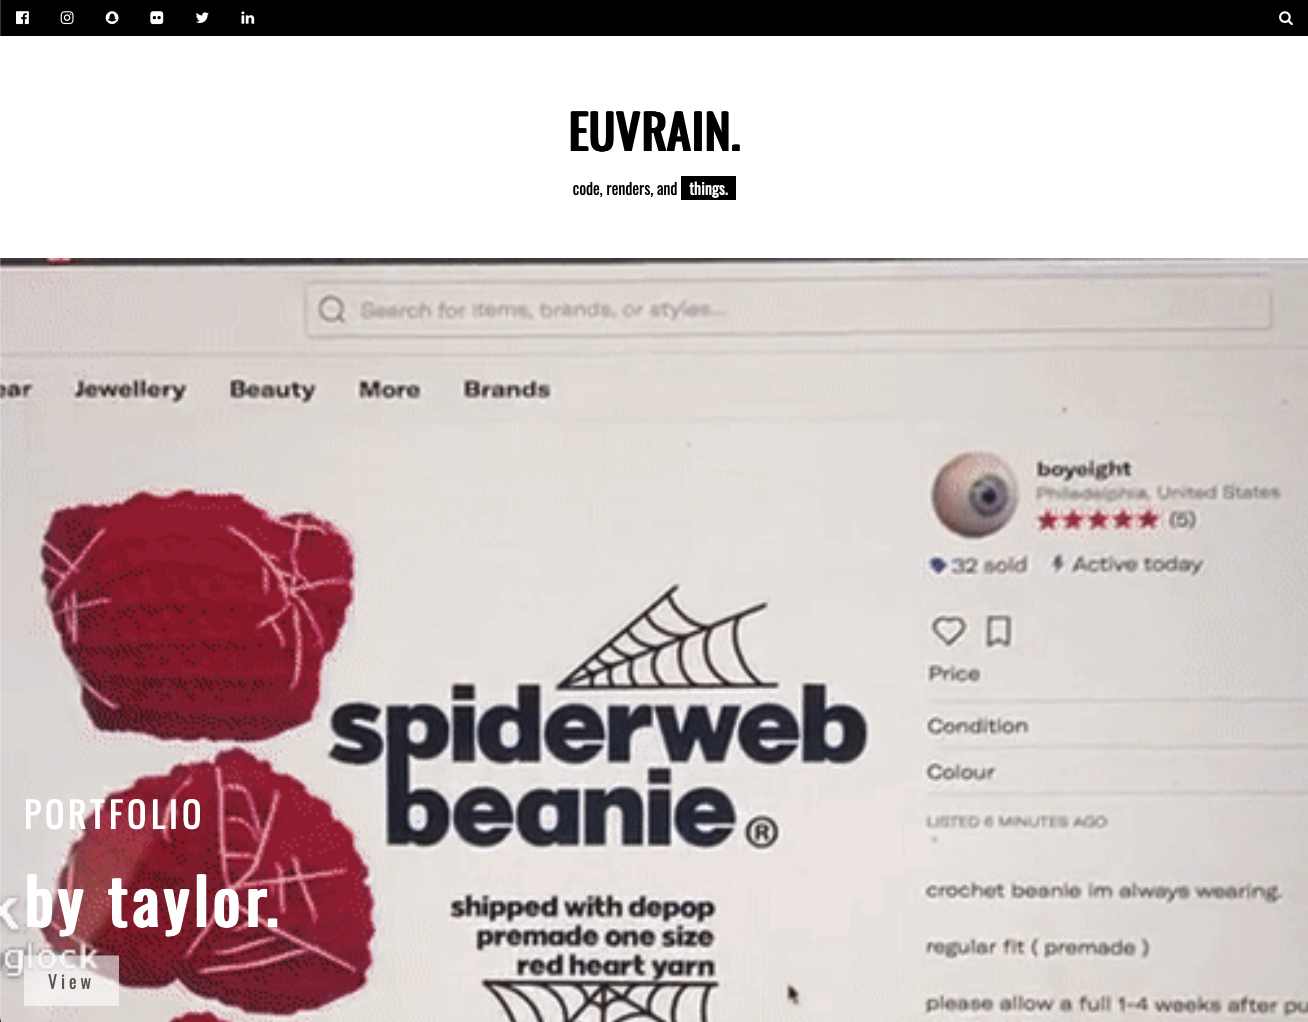 EUVRAIN.
code, renders, and things.
Search for items, brands, or styles...
ear Jewellery Beauty More Brands
boyeight
Philadelphia, United States
(5)
32 sold Active today
Price
spiderweb
beanie®
Condition
Colour
LISTED 6 MINUTES AGO
PORTFOLIO
by taylor.
glock
View
shipped with depop
premade one size
red heart yarn
crochet beanie im always wearing.
regular fit ( premade )
please allow a full 1-4 weeks after pu